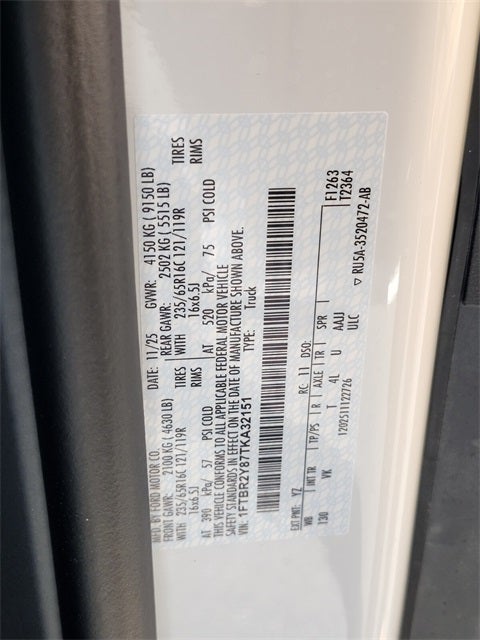 MFD. BY FORD MOTOR CO.
DATE: 11/25 GVWR: 4150 KG ( 9150 LB)
FRONT GAWR: 2100 KG ( 4630 LB) REAR GAWR: 2502 KG ( 5515 LB)
WITH 235/65R16C 121/119R TIRES WITH 235/65R16C 121/119R TIRES
16x6.5J RIMS 16x6.5J RIMS
AT 390 kPa/ 57 PSI COLD AT 520 kPa/ 75 PSI COLD
THIS VEHICLE CONFORMS TO ALL APPLICABLE FEDERAL MOTOR VEHICLE
SAFETY STANDARDS IN EFFECT ON THE DATE OF MANUFACTURE SHOWN ABOVE.
VIN: 1FTBR2Y87TKA32151 TYPE: Truck
EXT PNT: YZ RC: 11 DSO: F1263
WB INT TR TP/PS R AXLE TR SPR T2364
130 VK T 4L U AAUJ
1202511122726 ULC
RU5A-3520472-AB